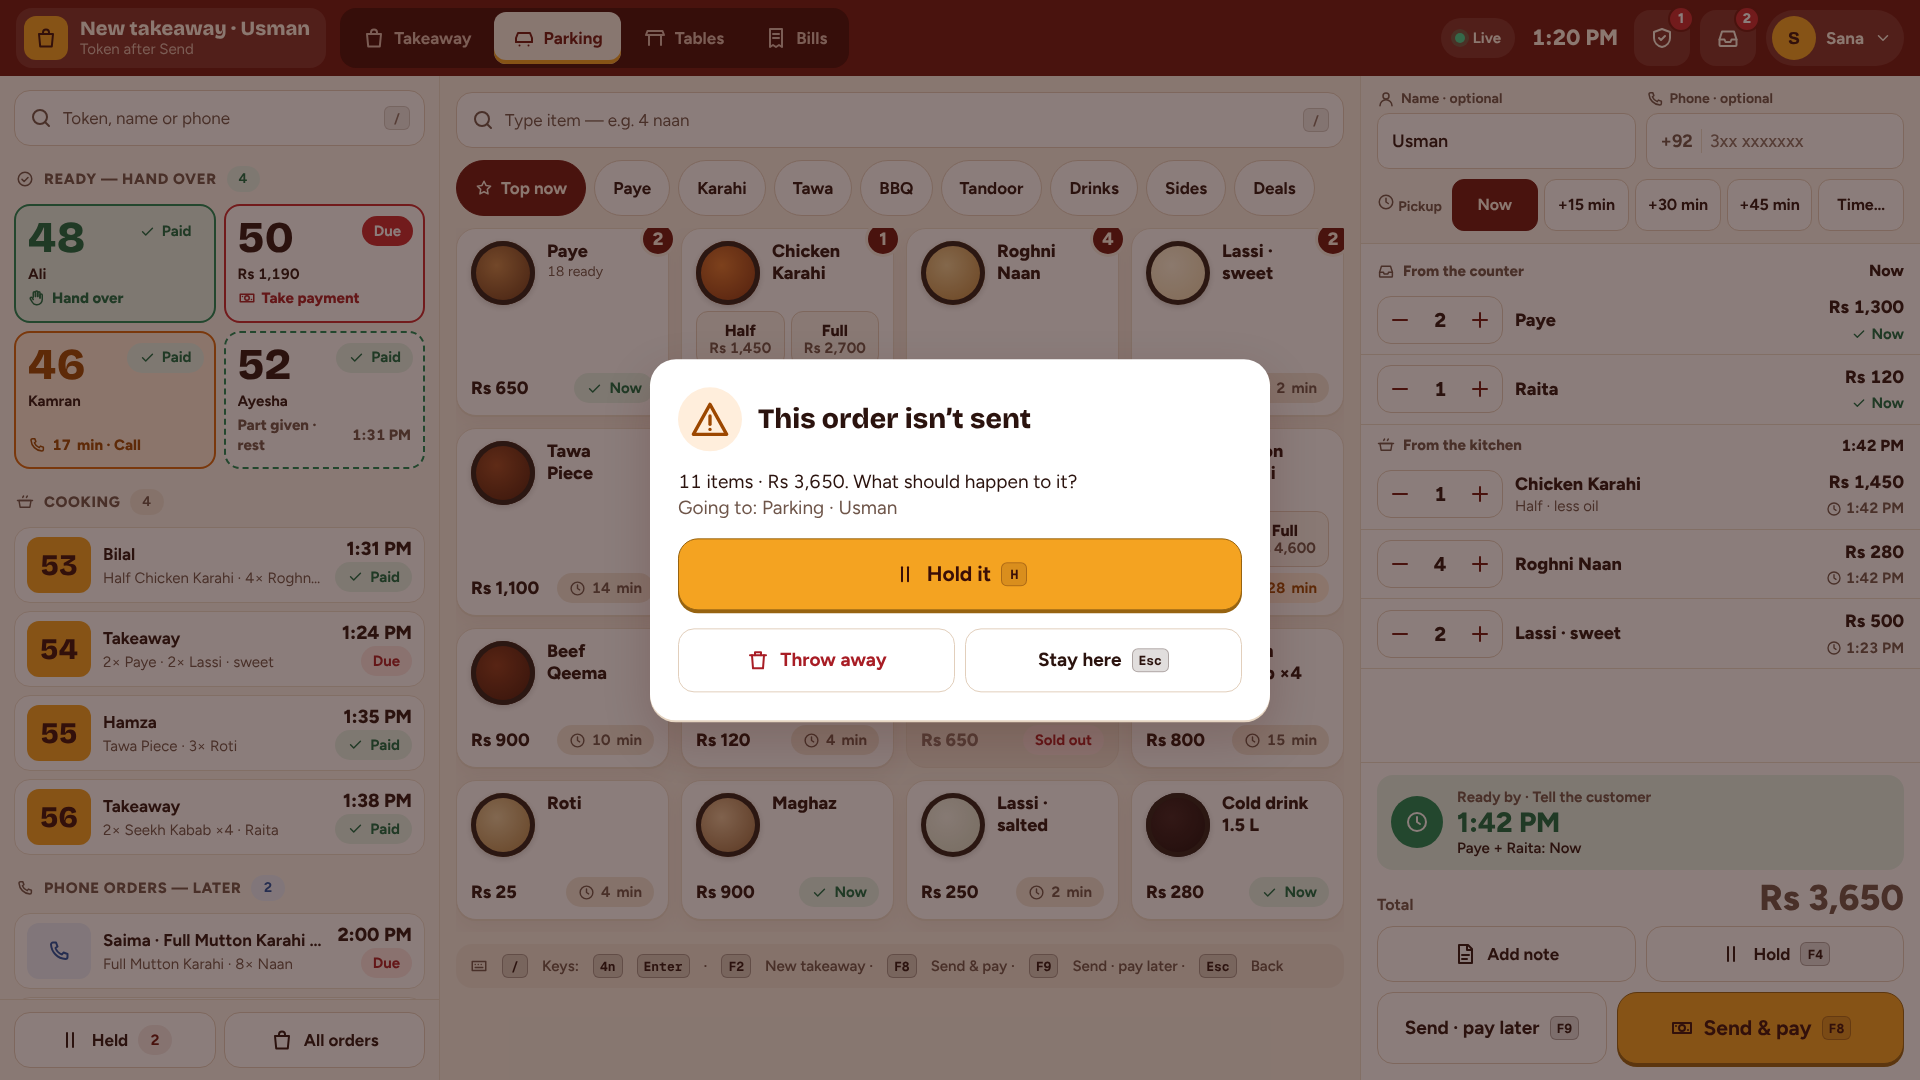 New takeaway · Usman
Token after Send
Takeaway
Parking
Tables
Bills
Live
1:20 PM
1
2
S
Sana
Token, name or phone
/
READY — HAND OVER
4
48
Paid
Ali
Hand over
50
Due
Rs 1,190
Take payment
46
Paid
Kamran
17 min · Call
52
Paid
Ayesha
Part given · rest
1:31 PM
COOKING
4
53
Bilal
1:31 PM
Half Chicken Karahi · 4× Roghn...
Paid
54
Takeaway
1:24 PM
2× Paye · 2× Lassi · sweet
Due
55
Hamza
1:35 PM
Tawa Piece · 3× Roti
Paid
56
Takeaway
1:38 PM
2× Seekh Kabab ×4 · Raita
Paid
PHONE ORDERS — LATER
2
Saima · Full Mutton Karahi ...
2:00 PM
Full Mutton Karahi · 8× Naan
Due
Held
2
All orders
Type item — e.g. 4 naan
/
Top now
Paye
Karahi
Tawa
BBQ
Tandoor
Drinks
Sides
Deals
Paye
18 ready
2
Rs 650
Now
Chicken Karahi
1
Half
Rs 1,450
Full
Rs 2,700
Roghni Naan
4
Lassi · sweet
2
2 min
Tawa Piece
Rs 1,100
14 min
Full
4,600
28 min
Beef Qeema
Rs 900
10 min
Rs 120
4 min
Rs 650
Sold out
×4
Rs 800
15 min
Roti
Rs 25
4 min
Maghaz
Rs 900
Now
Lassi · salted
Rs 250
2 min
Cold drink 1.5 L
Rs 280
Now
/
Keys:
4n
Enter
·
F2
New takeaway ·
F8
Send & pay ·
F9
Send · pay later ·
Esc
Back
This order isn't sent
11 items · Rs 3,650. What should happen to it?
Going to: Parking · Usman
Hold it
H
Throw away
Stay here
Esc
Name · optional
Usman
Phone · optional
+92
3xx xxxxxxx
Pickup
Now
+15 min
+30 min
+45 min
Time...
From the counter
Now
2
Paye
Rs 1,300
Now
1
Raita
Rs 120
Now
From the kitchen
1:42 PM
1
Chicken Karahi
Half · less oil
Rs 1,450
1:42 PM
4
Roghni Naan
Rs 280
1:42 PM
2
Lassi · sweet
Rs 500
1:23 PM
Ready by · Tell the customer
1:42 PM
Paye + Raita: Now
Total
Rs 3,650
Add note
Hold
F4
Send · pay later
F9
Send & pay
F8